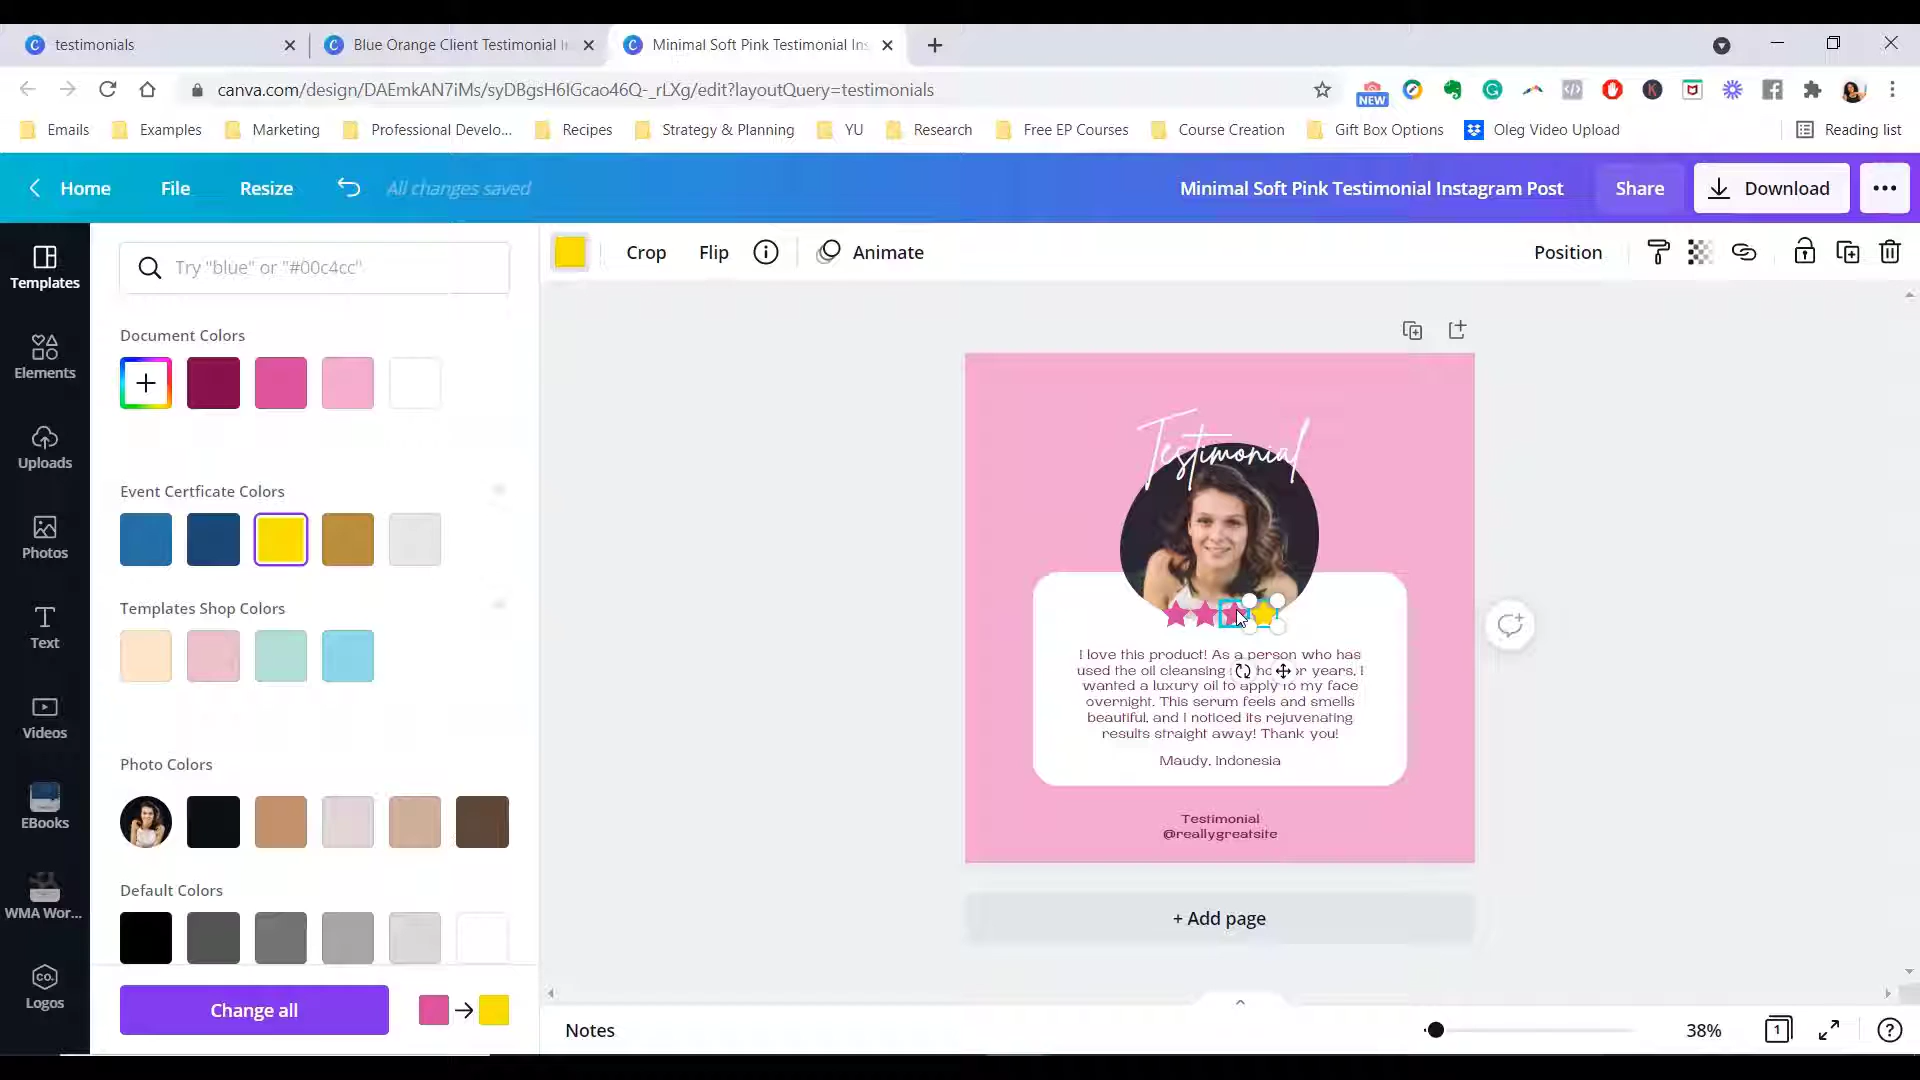 testimonials
Blue Orange Client Testimonial I
Minimal Soft Pink Testimonial Ins
canva.com/design/DAEmkAN7iMs/syDBgsH6IGcao46Q-_rLXg/edit?layoutQuery=testimonials
NEW
Emails
Examples
Marketing
Professional Develo...
Recipes
Strategy & Planning
YU
Research
Free EP Courses
Course Creation
Gift Box Options
Oleg Video Upload
Reading list
Home
File
Resize
All changes saved
Minimal Soft Pink Testimonial Instagram Post
Share
Download
Templates
Elements
Uploads
Photos
Text
Videos
EBooks
WMA Wor...
CO.
Logos
Try "blue" or "#00c4cc"
Document Colors
Event Certficate Colors
Templates Shop Colors
Photo Colors
Default Colors
Change all
Crop
Flip
Animate
Position
Testimonial
I love this product! As a person who has
used the oil cleansing or years, I
wanted a luxury oil to apply to my face
overnight. This serum feels and smells
beautiful, and I noticed its rejuvenating
results straight away! Thank you!
Maudy, Indonesia
Testimonial
@reallygreatsite
+ Add page
Notes
38%
1